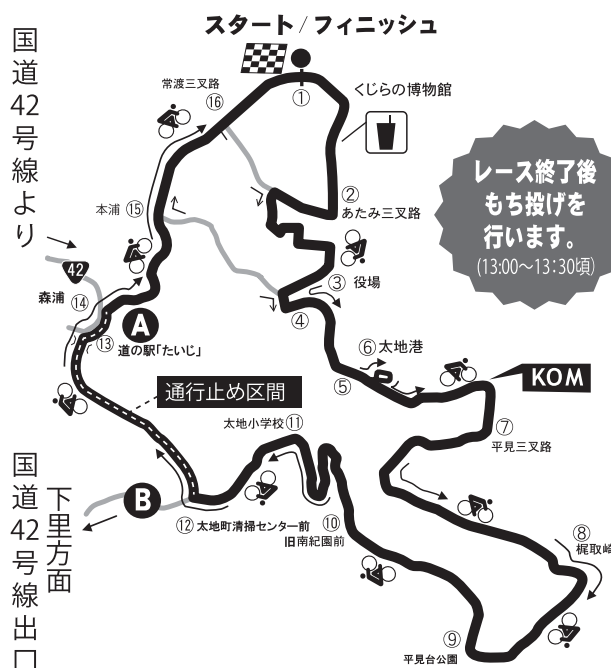 スタート/フィニッシュ
国道42号線より
常渡三叉路
⑯
①
くじらの博物館
②
あたみ三叉路
レース終了後
もち投げを
行います。
(13:00〜13:30頃)
本浦 ⑮
③ 役場
42
森浦 ⑭
④
A
⑬ 道の駅「たいじ」
⑥ 太地港
⑤
KOM
通行止め区間
太地小学校 ⑪
⑦
平見三叉路
国道42号線出口
下里方面
B
⑫ 太地町清掃センター前
⑩
旧南紀園前
⑧
梶取崎
⑨
平見台公園